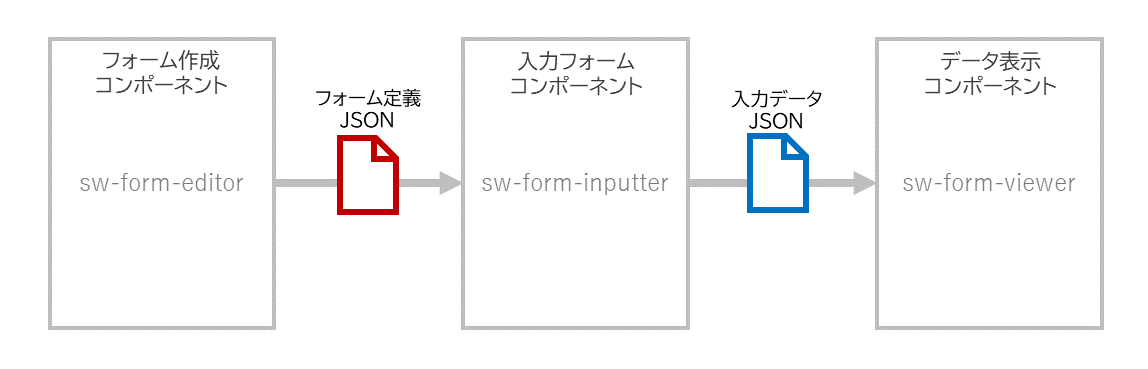 フォーム作成
コンポーネント
sw-form-editor
フォーム定義
JSON
入力フォーム
コンポーネント
sw-form-inputter
入力データ
JSON
データ表示
コンポーネント
sw-form-viewer